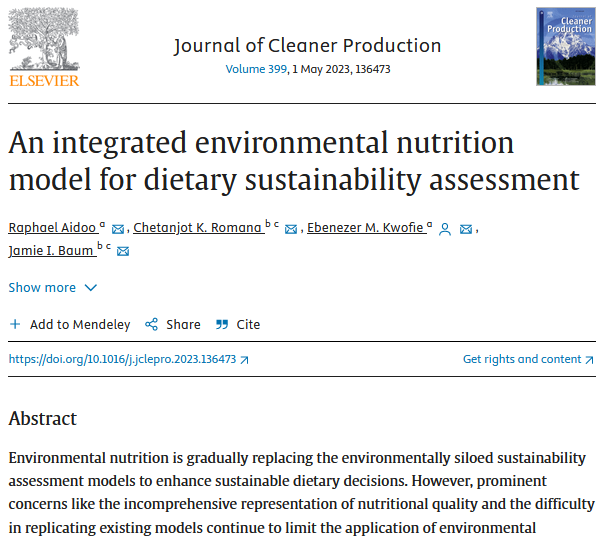 ELSEVIER
Journal of Cleaner Production
Volume 399, 1 May 2023, 136473
Cleaner
Production
An integrated environmental nutrition
model for dietary sustainability assessment
Raphael Aidoo a, Chetanjot K. Romana b c, Ebenezer M. Kwofie a,
Jamie I. Baum b c
Show more
Add to Mendeley Share Cite
https://doi.org/10.1016/j.jclepro.2023.136473 Get rights and content
Abstract
Environmental nutrition is gradually replacing the environmentally siloed sustainability
assessment models to enhance sustainable dietary decisions. However, prominent
concerns like the incomprehensive representation of nutritional quality and the difficulty
in replicating existing models continue to limit the application of environmental